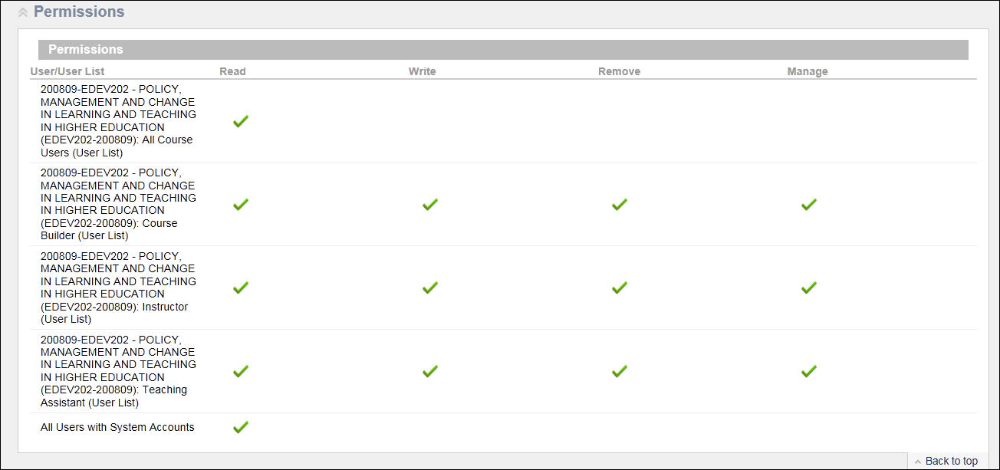 Permissions
Permissions
User/User List Read Write Remove Manage
200809-EDEV202 - POLICY,
MANAGEMENT AND CHANGE
IN LEARNING AND TEACHING
IN HIGHER EDUCATION
(EDEV202-200809): All Course
Users (User List)
200809-EDEV202 - POLICY,
MANAGEMENT AND CHANGE
IN LEARNING AND TEACHING
IN HIGHER EDUCATION
(EDEV202-200809): Course
Builder (User List)
200809-EDEV202 - POLICY,
MANAGEMENT AND CHANGE
IN LEARNING AND TEACHING
IN HIGHER EDUCATION
(EDEV202-200809): Instructor
(User List)
200809-EDEV202 - POLICY,
MANAGEMENT AND CHANGE
IN LEARNING AND TEACHING
IN HIGHER EDUCATION
(EDEV202-200809): Teaching
Assistant (User List)
All Users with System Accounts
Back to top